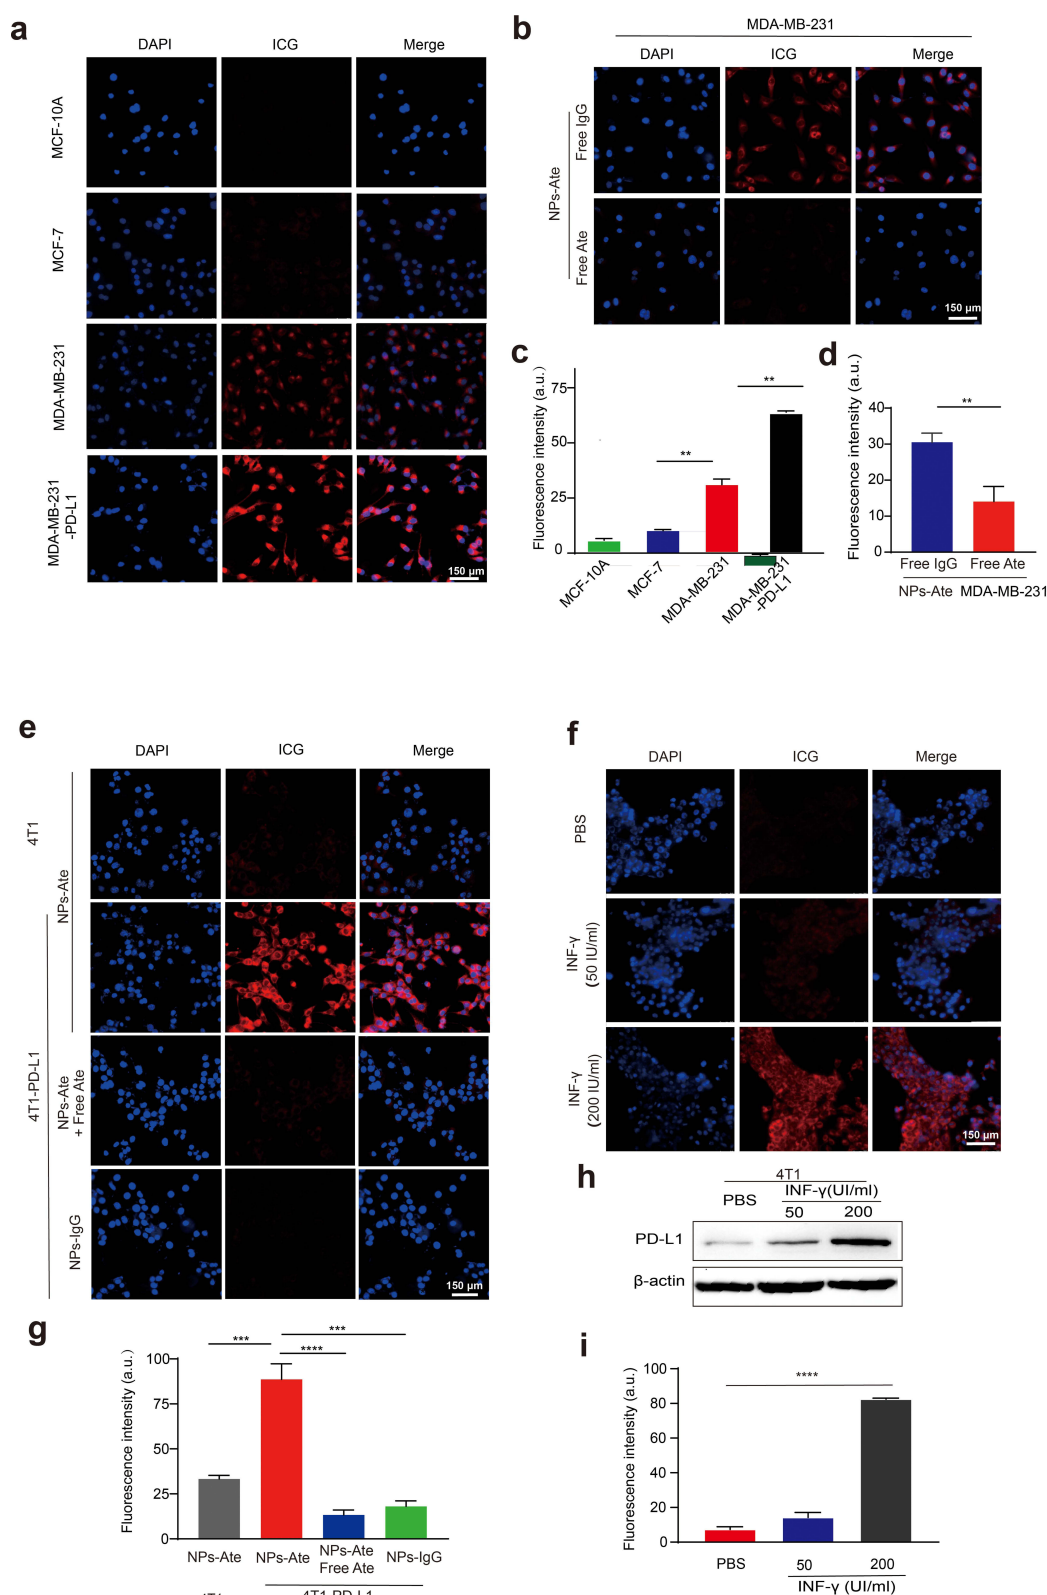 a
DAPI ICG Merge
MCF-10A
MCF-7
MDA-MB-231
MDA-MB-231
-PD-L1
150 μm
b
MDA-MB-231
DAPI ICG Merge
NPs-Ate
Free IgG
Free Ate
150 μm
c
Fluorescence intensity (a.u.)
75
50
25
0
**
**
MCF-10A
MCF-7
MDA-MB-231
MDA-MB-231
-PD-L1
d
Fluorescence intensity (a.u.)
40
30
20
10
0
**
Free IgG Free Ate
NPs-Ate MDA-MB-231
e
DAPI ICG Merge
4T1
NPs-Ate
4T1-PD-L1
NPs-Ate
+ Free Ate
NPs-IgG
150 μm
f
DAPI ICG Merge
PBS
INF-γ
(50 IU/ml)
INF-γ
(200 IU/ml)
150 μm
h
4T1
PBS INF-γ(UI/ml)
50 200
PD-L1
β-actin
g
Fluorescence intensity (a.u.)
100
75
50
25
0
***
***
****
NPs-Ate NPs-Ate NPs-Ate NPs-IgG
Free Ate
4T1 4T1-PD-L1
i
Fluorescence intensity (a.u.)
100
80
60
40
20
0
****
PBS 50 200
INF-γ (UI/ml)